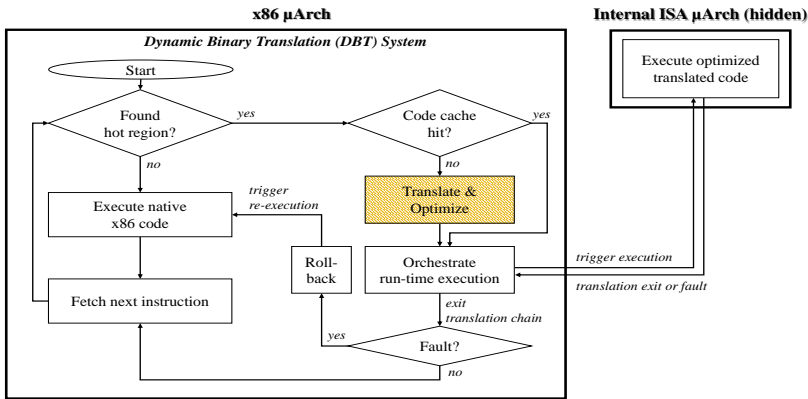 x86 μArch
Internal ISA μArch (hidden)
Dynamic Binary Translation (DBT) System
Start
Execute optimized
translated code
Found
hot region?
yes
Code cache
hit?
yes
no
no
Execute native
x86 code
trigger
re-execution
Translate &
Optimize
Roll-
back
Orchestrate
run-time execution
trigger execution
translation exit or fault
Fetch next instruction
exit
translation chain
yes
Fault?
no